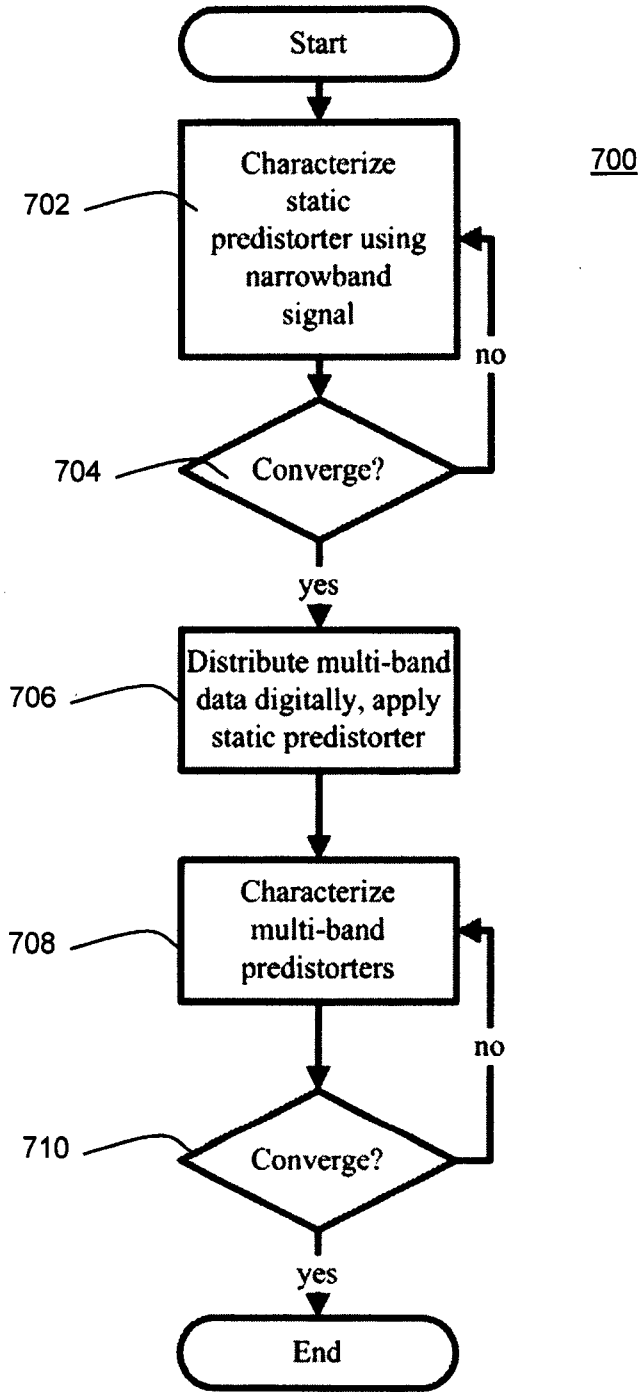 Start
700
702
Characterize
static
predistorter using
narrowband
signal
no
704
Converge?
yes
706
Distribute multi-band
data digitally, apply
static predistorter
708
Characterize
multi-band
predistorters
no
710
Converge?
yes
End